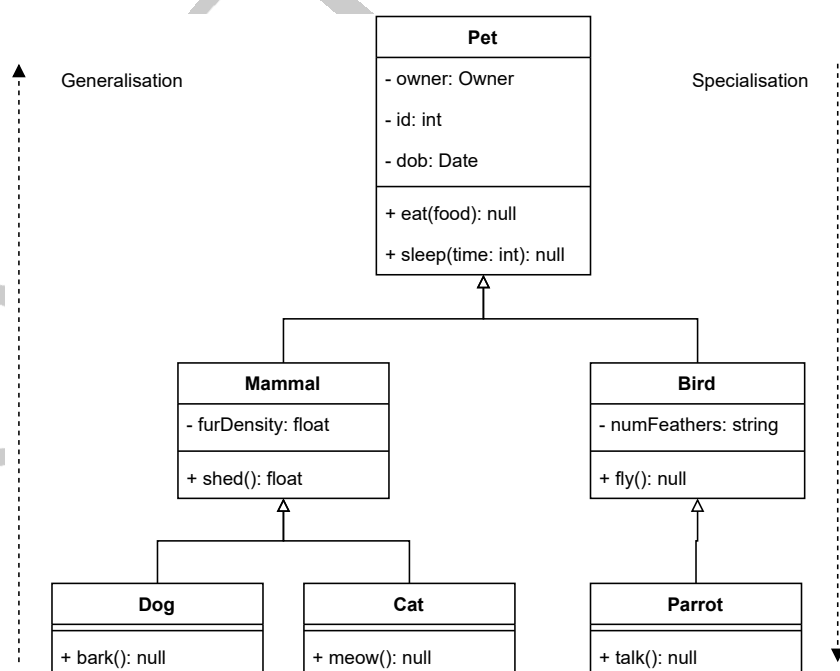 Pet
Generalisation
- owner: Owner
Specialisation
- id: int
- dob: Date
+ eat(food): null
+ sleep(time: int): null
Mammal
- furDensity: float
+ shed(): float
Bird
- numFeathers: string
+ fly(): null
Dog
+ bark(): null
Cat
+ meow(): null
Parrot
+ talk(): null